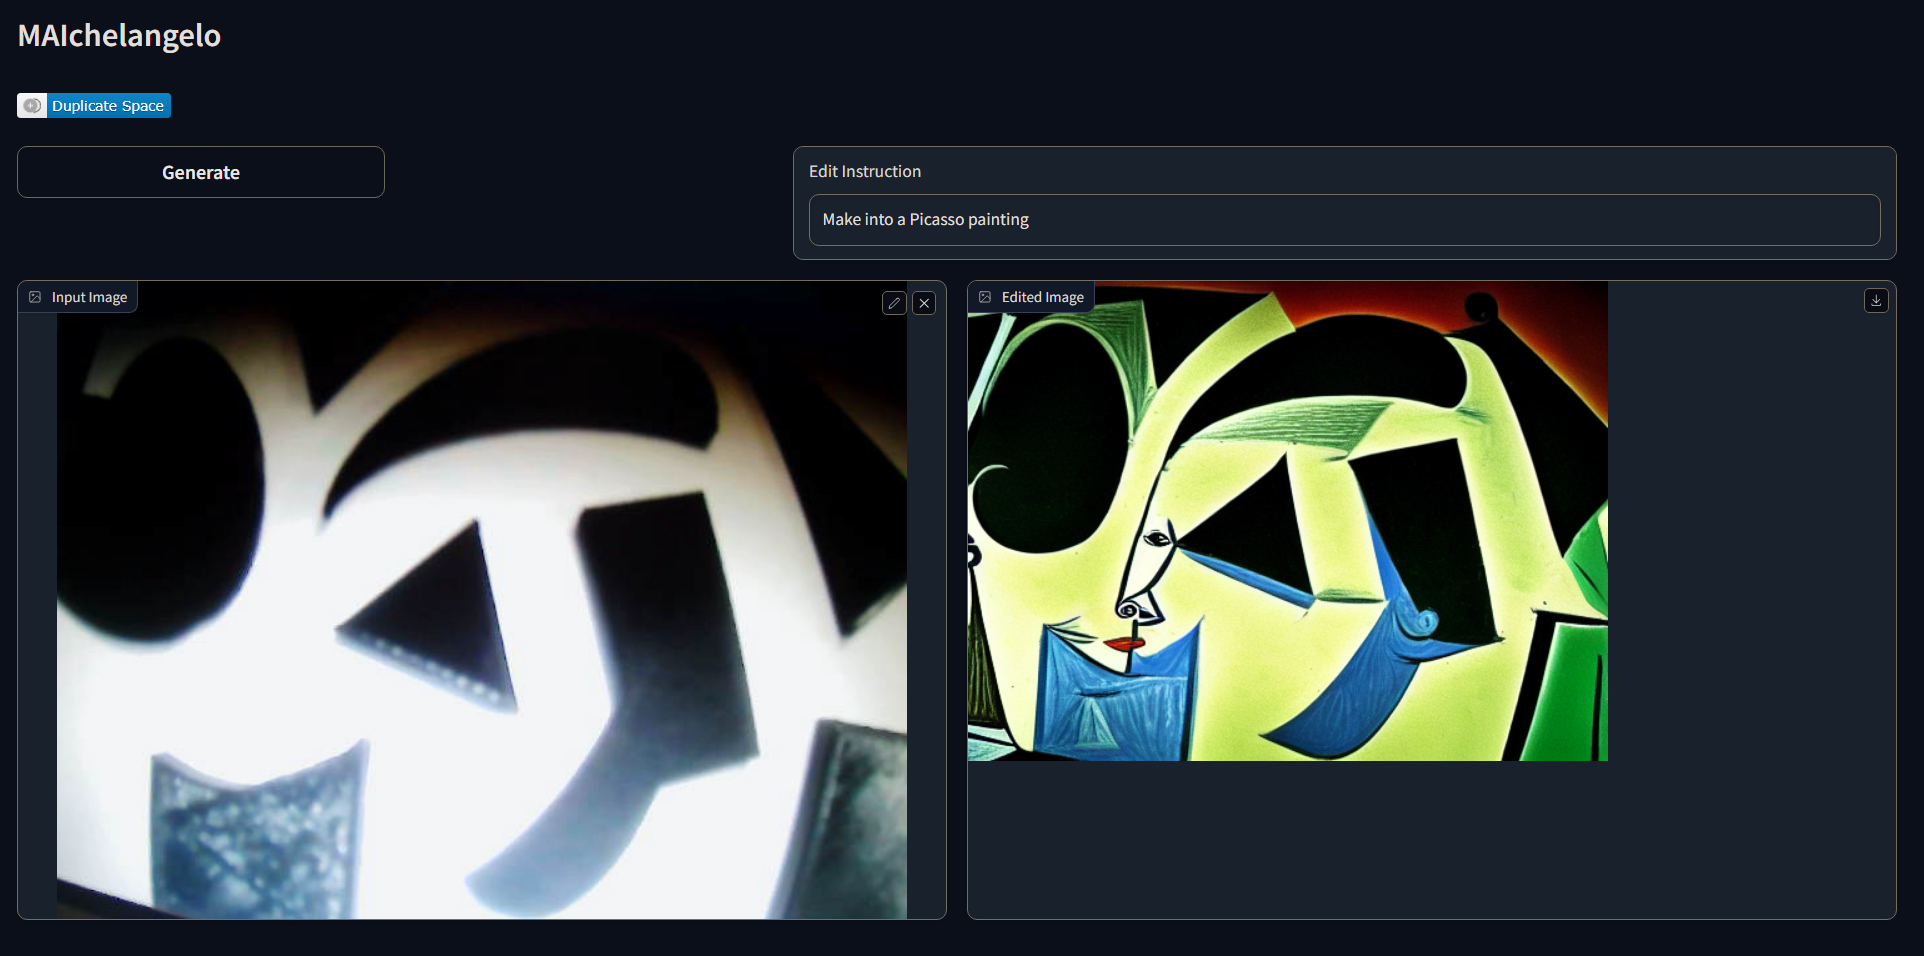 MAIchelangelo
Duplicate Space
Generate
Edit Instruction
Make into a Picasso painting
Input Image
Edited Image